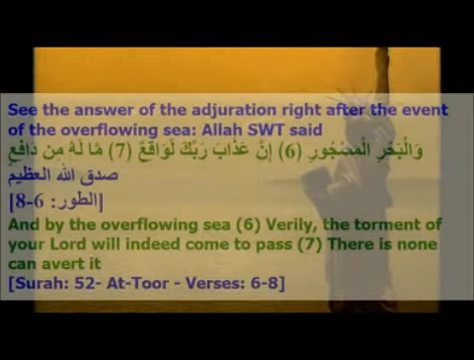 See the answer of the adjuration right after the event
of the overflowing sea: Allah SWT said
وَالْبَحْرِ الْمَسْجُورِ (6) إِنَّ عَذَابَ رَبِّكَ لَوَاقِعٌ (7) مَا لَهُ مِن دَافِعٍ
صدق الله العظيم
[الطور: 6-8]
And by the overflowing sea (6) Verily, the torment of
your Lord will indeed come to pass (7) There is none
can avert it
[Surah: 52- At-Toor - Verses: 6-8]